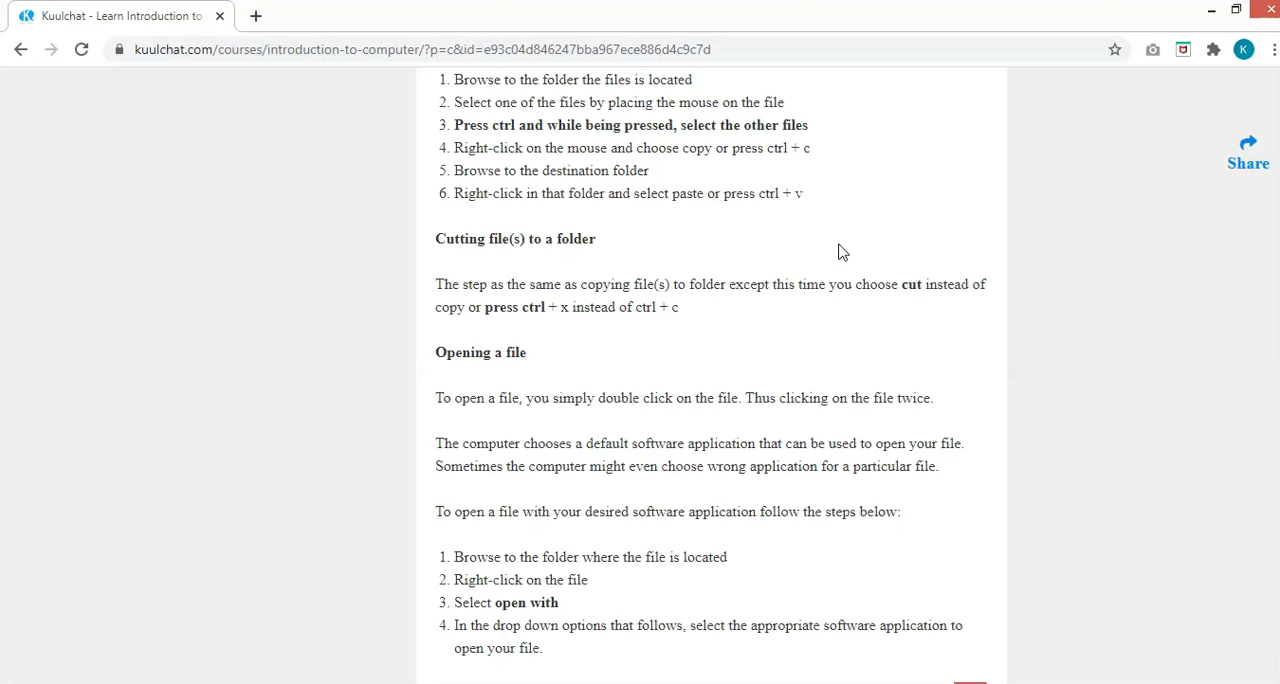 Kuulchat - Learn Introduction to
kuulchat.com/courses/introduction-to-computer/?p=c&id=e93c04d846247bba967ece886d4c9c7d
K
1. Browse to the folder the files is located
2. Select one of the files by placing the mouse on the file
3. Press ctrl and while being pressed, select the other files
4. Right-click on the mouse and choose copy or press ctrl + c
5. Browse to the destination folder
6. Right-click in that folder and select paste or press ctrl + v
Share
Cutting file(s) to a folder
The step as the same as copying file(s) to folder except this time you choose cut instead of
copy or press ctrl + x instead of ctrl + c
Opening a file
To open a file, you simply double click on the file. Thus clicking on the file twice.
The computer chooses a default software application that can be used to open your file.
Sometimes the computer might even choose wrong application for a particular file.
To open a file with your desired software application follow the steps below:
1. Browse to the folder where the file is located
2. Right-click on the file
3. Select open with
4. In the drop down options that follows, select the appropriate software application to
open your file.